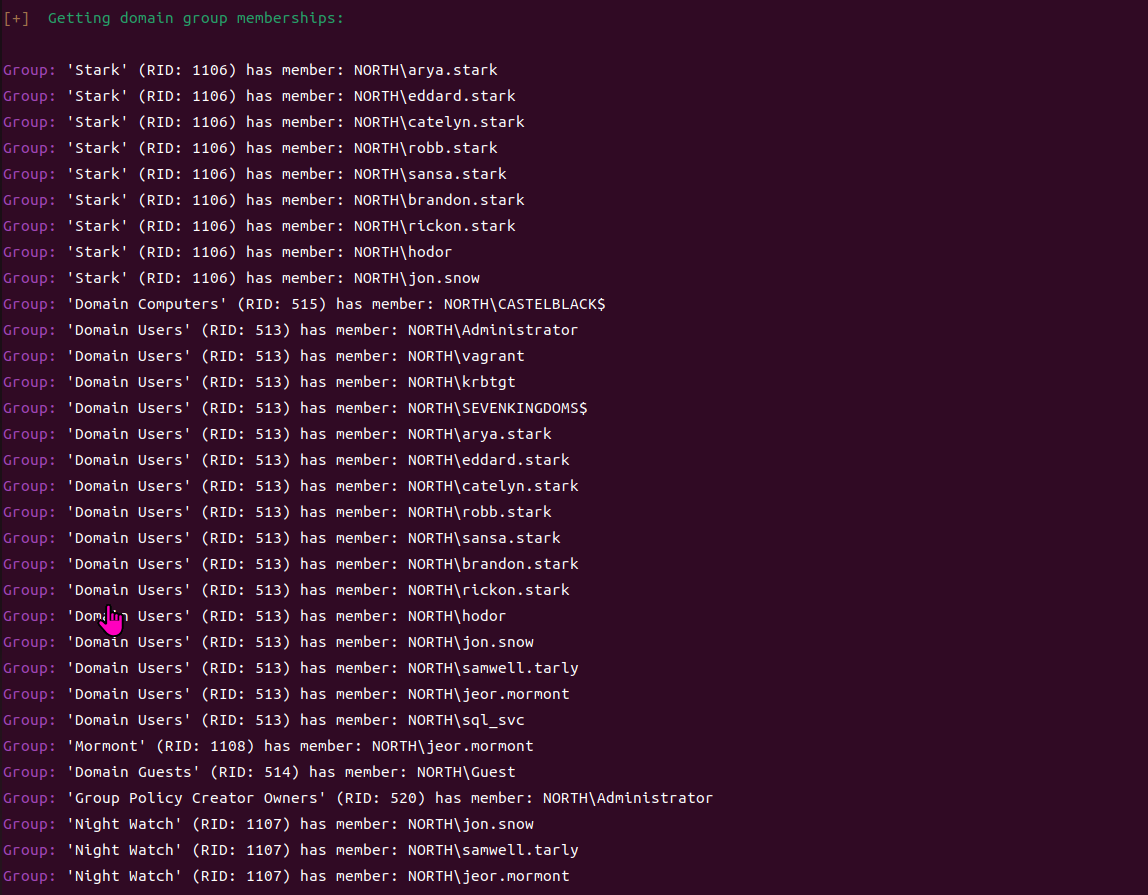 [+]  Getting domain group memberships:
Group: 'Stark' (RID: 1106) has member: NORTH\arya.stark
Group: 'Stark' (RID: 1106) has member: NORTH\eddard.stark
Group: 'Stark' (RID: 1106) has member: NORTH\catelyn.stark
Group: 'Stark' (RID: 1106) has member: NORTH\robb.stark
Group: 'Stark' (RID: 1106) has member: NORTH\sansa.stark
Group: 'Stark' (RID: 1106) has member: NORTH\brandon.stark
Group: 'Stark' (RID: 1106) has member: NORTH\rickon.stark
Group: 'Stark' (RID: 1106) has member: NORTH\hodor
Group: 'Stark' (RID: 1106) has member: NORTH\jon.snow
Group: 'Domain Computers' (RID: 515) has member: NORTH\CASTELBLACK$
Group: 'Domain Users' (RID: 513) has member: NORTH\Administrator
Group: 'Domain Users' (RID: 513) has member: NORTH\vagrant
Group: 'Domain Users' (RID: 513) has member: NORTH\krbtgt
Group: 'Domain Users' (RID: 513) has member: NORTH\SEVENKINGDOMS$
Group: 'Domain Users' (RID: 513) has member: NORTH\arya.stark
Group: 'Domain Users' (RID: 513) has member: NORTH\eddard.stark
Group: 'Domain Users' (RID: 513) has member: NORTH\catelyn.stark
Group: 'Domain Users' (RID: 513) has member: NORTH\robb.stark
Group: 'Domain Users' (RID: 513) has member: NORTH\sansa.stark
Group: 'Domain Users' (RID: 513) has member: NORTH\brandon.stark
Group: 'Domain Users' (RID: 513) has member: NORTH\rickon.stark
Group: 'Domain Users' (RID: 513) has member: NORTH\hodor
Group: 'Domain Users' (RID: 513) has member: NORTH\jon.snow
Group: 'Domain Users' (RID: 513) has member: NORTH\samwell.tarly
Group: 'Domain Users' (RID: 513) has member: NORTH\jeor.mormont
Group: 'Domain Users' (RID: 513) has member: NORTH\sql_svc
Group: 'Mormont' (RID: 1108) has member: NORTH\jeor.mormont
Group: 'Domain Guests' (RID: 514) has member: NORTH\Guest
Group: 'Group Policy Creator Owners' (RID: 520) has member: NORTH\Administrator
Group: 'Night Watch' (RID: 1107) has member: NORTH\jon.snow
Group: 'Night Watch' (RID: 1107) has member: NORTH\samwell.tarly
Group: 'Night Watch' (RID: 1107) has member: NORTH\jeor.mormont